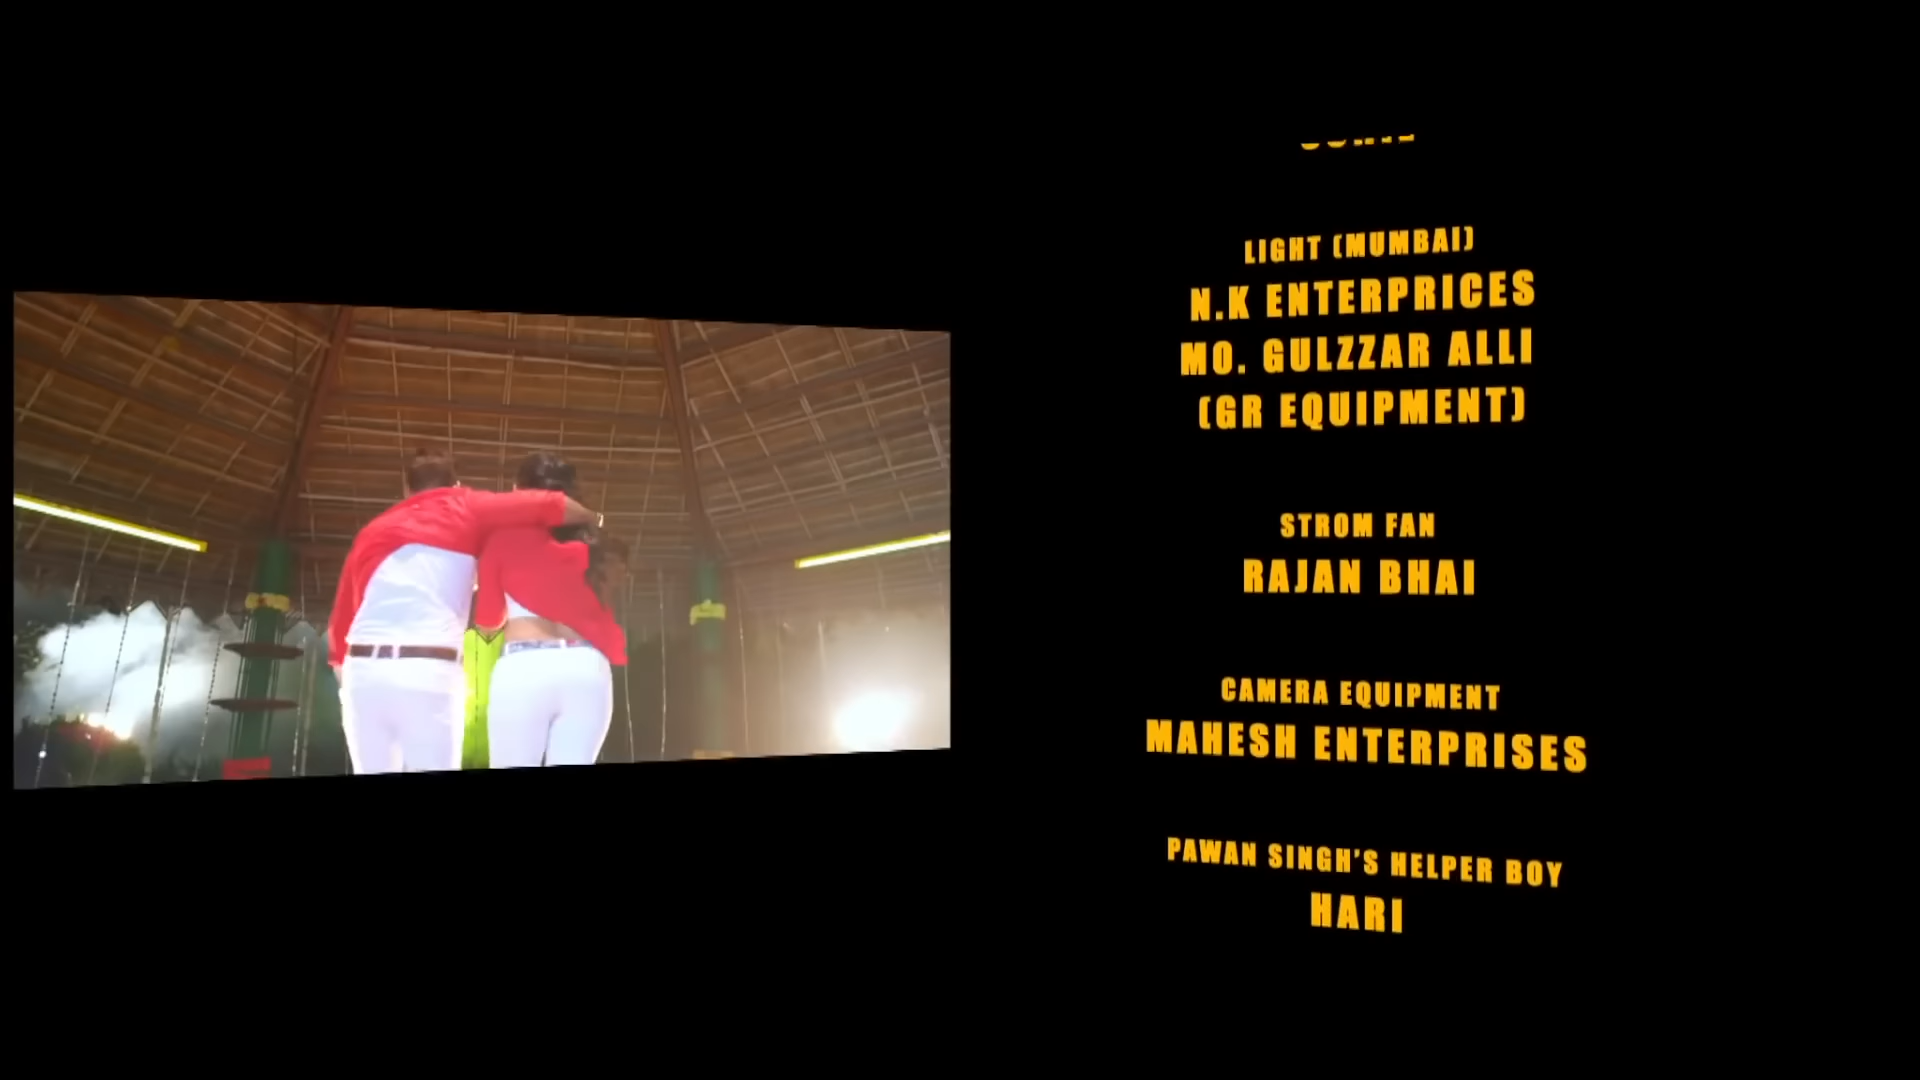 LIGHT (MUMBAI)
N.K ENTERPRICES
MO. GULZZAR ALLI
(GR EQUIPMENT)
STROM FAN
RAJAN BHAI
CAMERA EQUIPMENT
MAHESH ENTERPRISES
PAWAN SINGH'S HELPER BOY
HARI